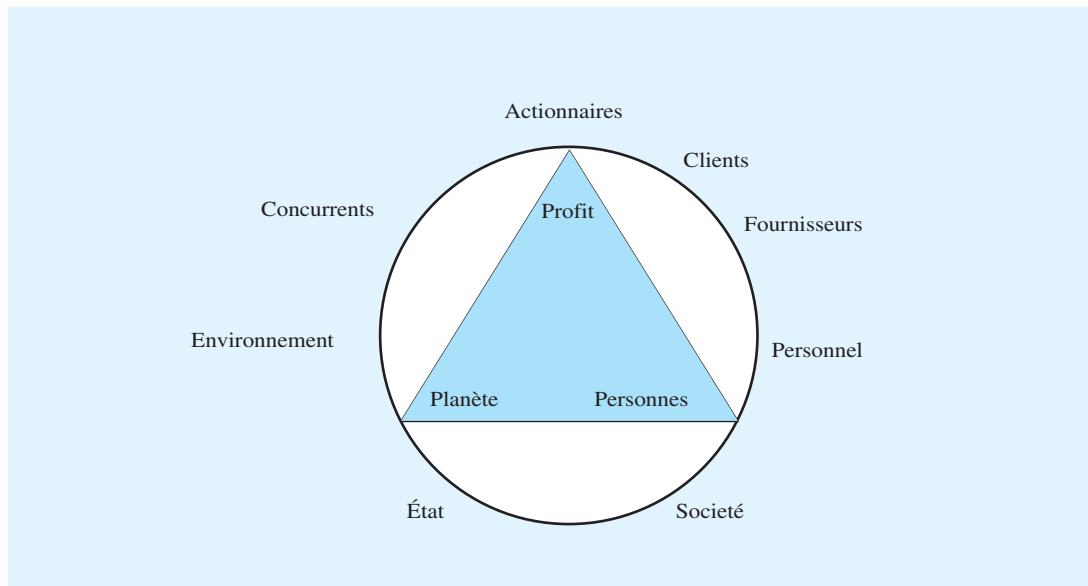 Actionnaires
Clients
Concurrents
Profit
Fournisseurs
Environnement
Personnel
Planète
Personnes
État
Societé